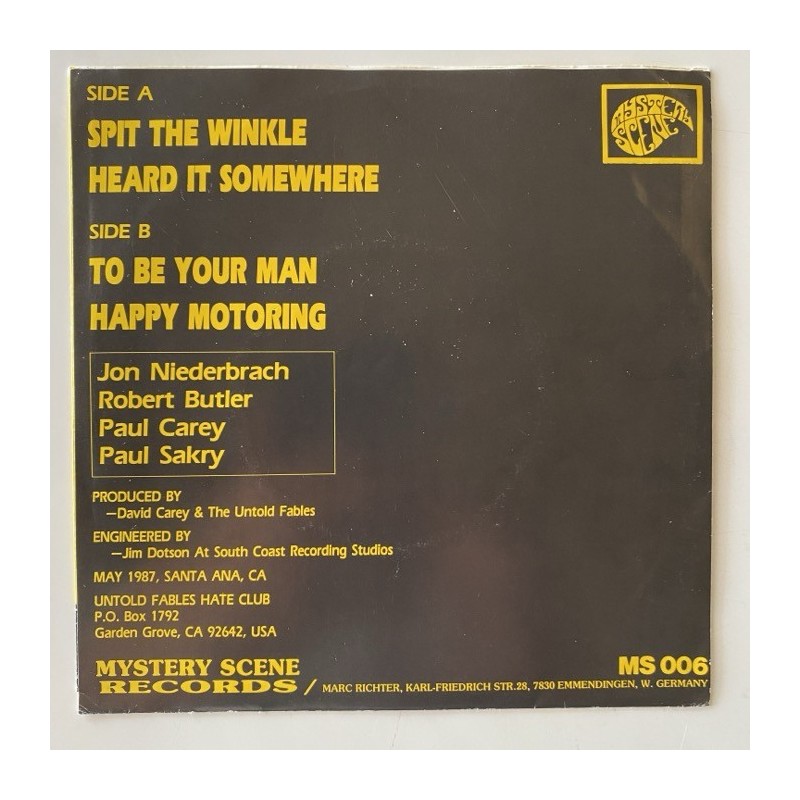 SIDE A
SPIT THE WINKLE
HEARD IT SOMEWHERE
MYSTERY
SCENE
SIDE B
TO BE YOUR MAN
HAPPY MOTORING
Jon Niederbrach
Robert Butler
Paul Carey
Paul Sakry
PRODUCED BY
—David Carey & The Untold Fables
ENGINEERED BY
—Jim Dotson At South Coast Recording Studios
MAY 1987, SANTA ANA, CA
UNTOLD FABLES HATE CLUB
P.O. Box 1792
Garden Grove, CA 92642, USA
MYSTERY SCENE
RECORDS / MARC RICHTER, KARL-FRIEDRICH STR.28, 7830 EMMENDINGEN, W. GERMANY
MS 006